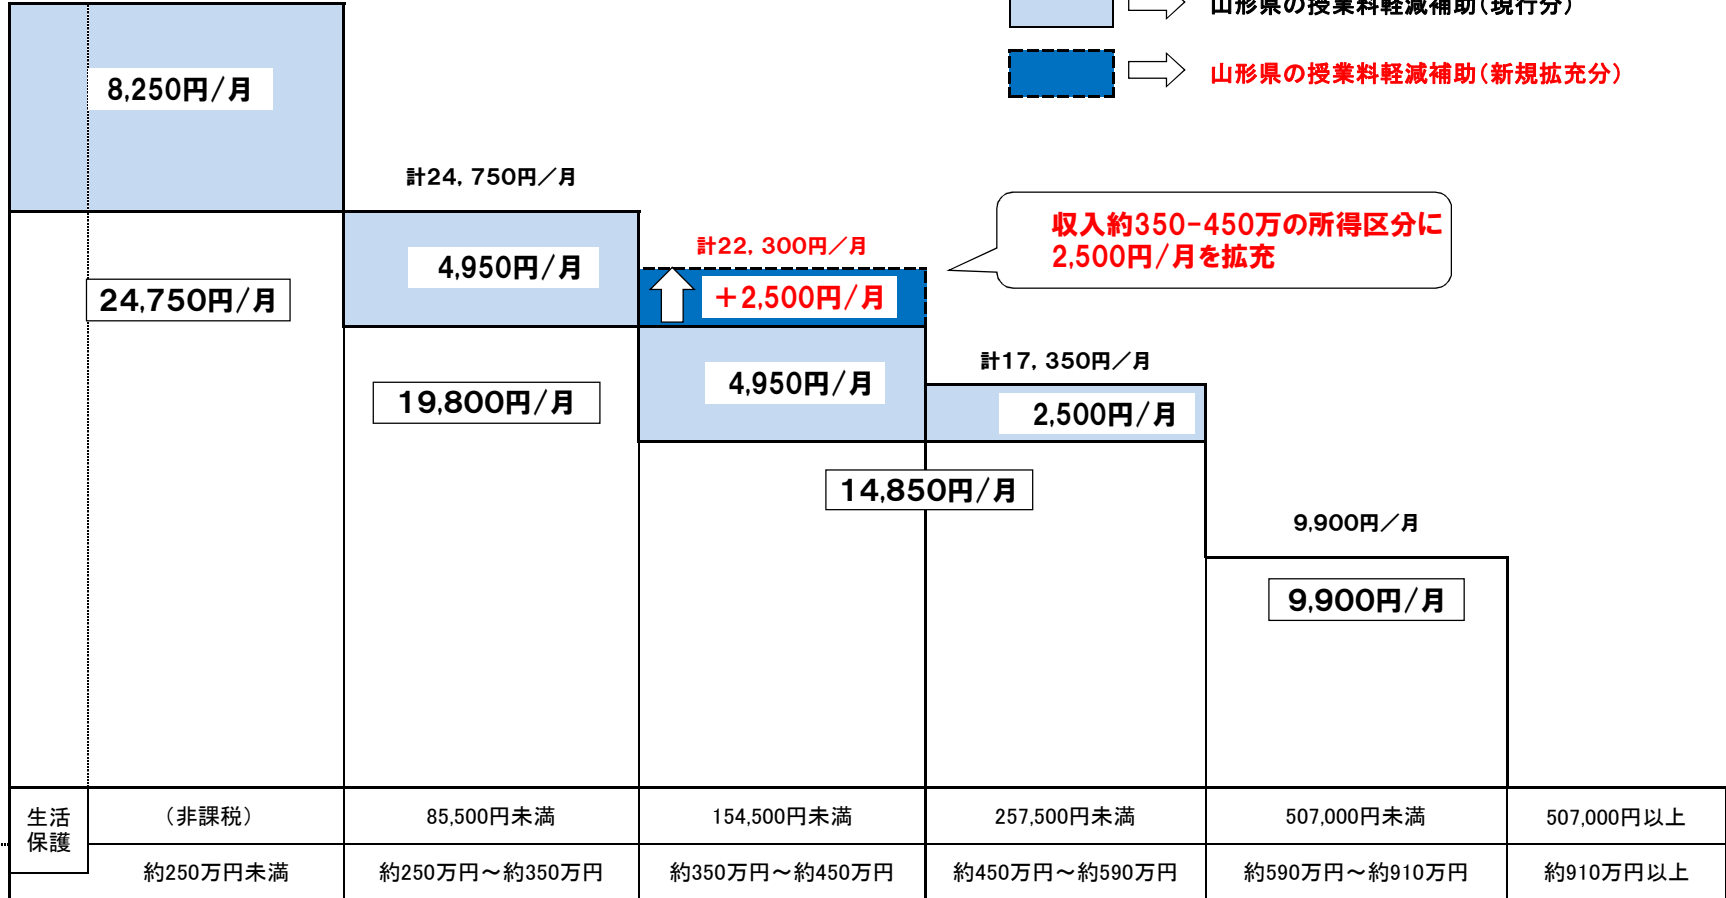 山形県の授業料軽減補助(現行分)
山形県の授業料軽減補助(新規拡充分)
8,250円/月
計24,750円/月
収入約350-450万の所得区分に
2,500円/月を拡充
計22,300円/月
4,950円/月
24,750円/月
+2,500円/月
計17,350円/月
4,950円/月
19,800円/月
2,500円/月
14,850円/月
9,900円/月
9,900円/月
生活
保護
(非課税)
85,500円未満
154,500円未満
257,500円未満
507,000円未満
507,000円以上
約250万円未満
約250万円~約350万円
約350万円~約450万円
約450万円~約590万円
約590万円~約910万円
約910万円以上